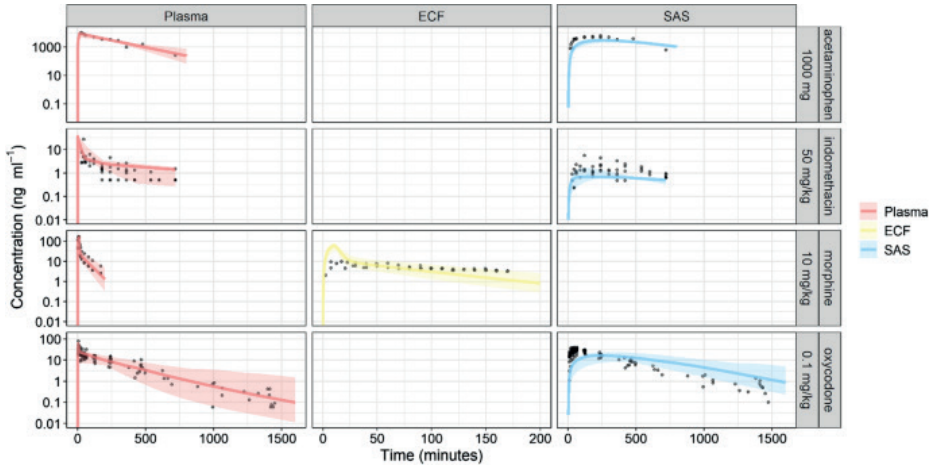 Plasma
ECF
SAS
1000
10
0.1
1000 mg
acetaminophen
10
1
0.1
0.01
50 mg/kg
indomethacin
100
10
1
0.1
0.01
10 mg/kg
morphine
100
10
1
0.1
0.01
0.1 mg/kg
oxycodone
0
500
1000
1500
0
50
100
150
200
0
500
1000
1500
Concentration (ng ml⁻¹)
Time (minutes)
Plasma
ECF
SAS